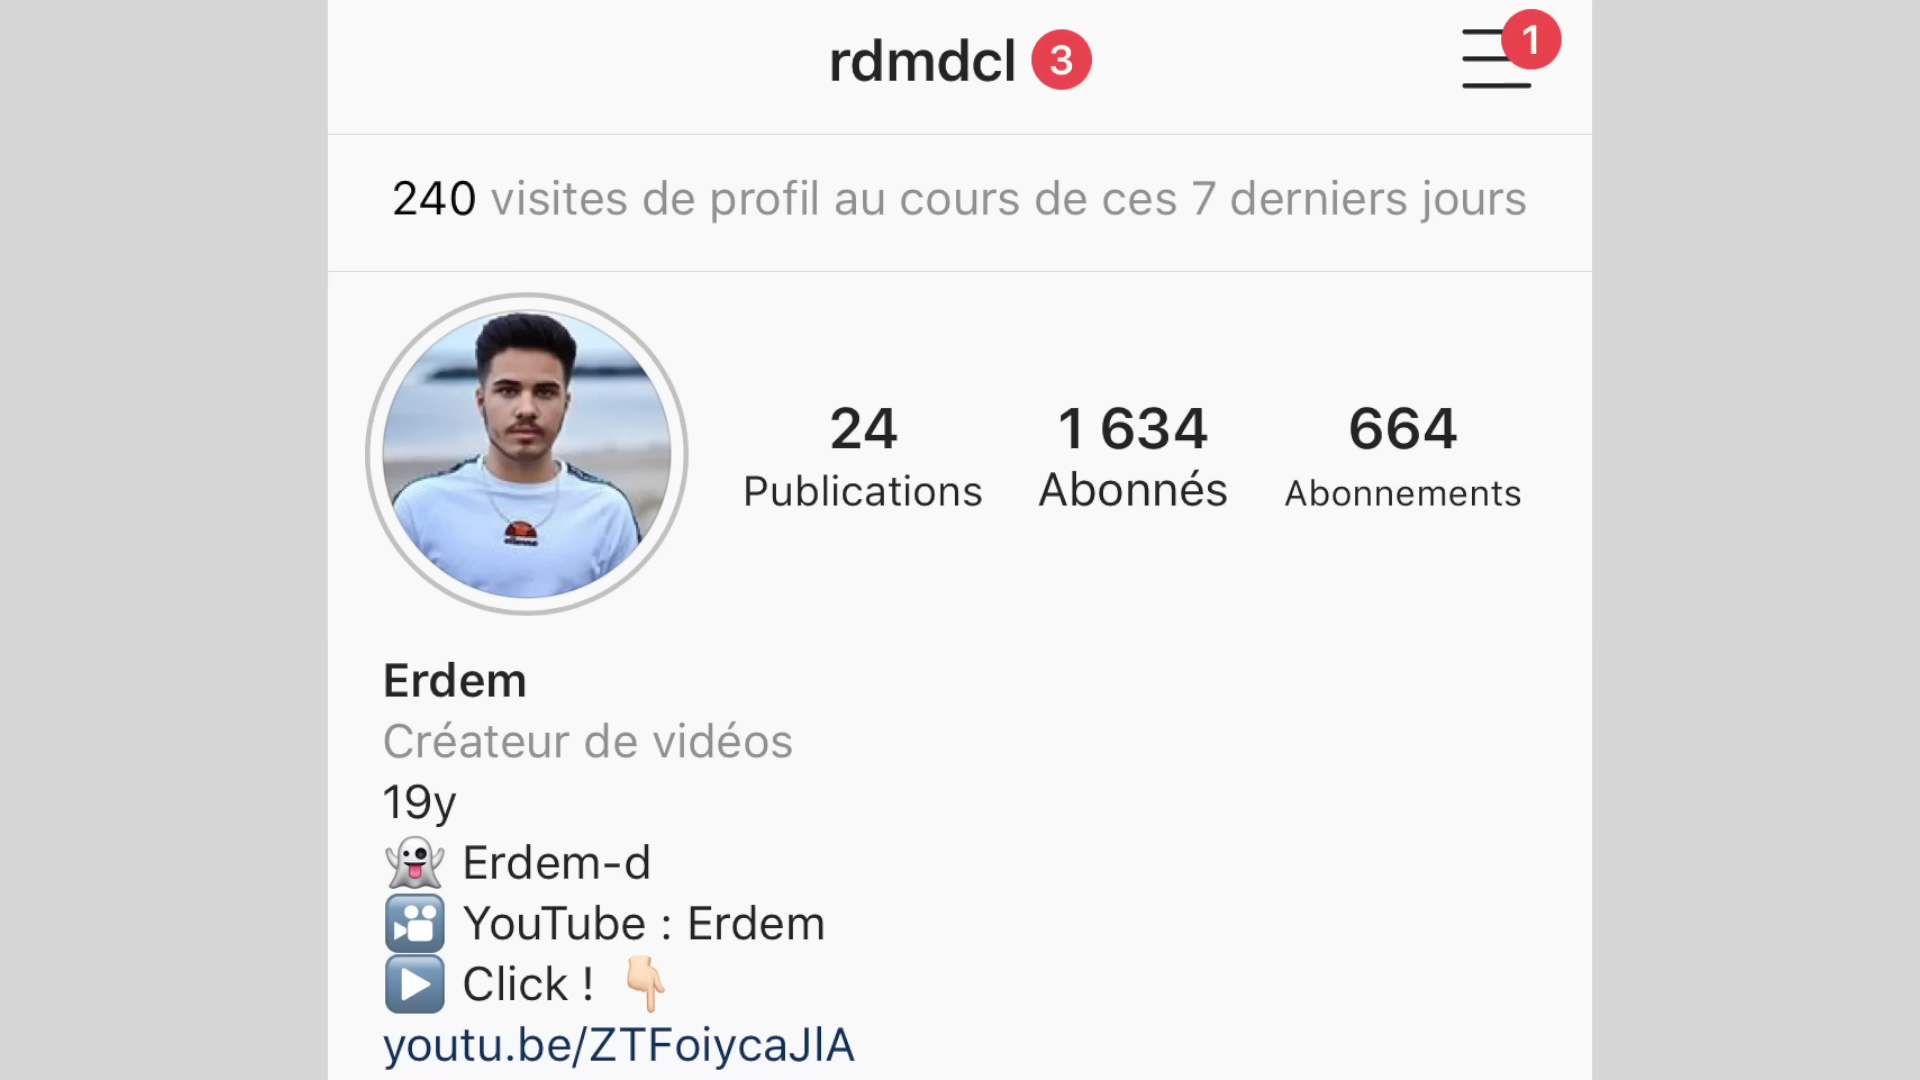 rdmdcl 3
1
240 visites de profil au cours de ces 7 derniers jours
24 1 634 664
Publications Abonnés Abonnements
ellesse
Erdem
Créateur de vidéos
19y
Erdem-d
YouTube : Erdem
Click !
youtu.be/ZTFoiycaJIA